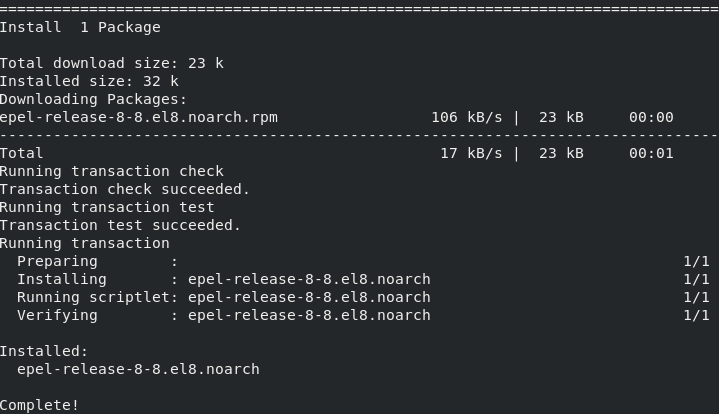 ================================================================================
Install  1 Package

Total download size: 23 k
Installed size: 32 k
Downloading Packages:
epel-release-8-8.el8.noarch.rpm                 106 kB/s |  23 kB     00:00
--------------------------------------------------------------------------------
Total                                            17 kB/s |  23 kB     00:01
Running transaction check
Transaction check succeeded.
Running transaction test
Transaction test succeeded.
Running transaction
  Preparing        :                                                        1/1
  Installing       : epel-release-8-8.el8.noarch                            1/1
  Running scriptlet: epel-release-8-8.el8.noarch                            1/1
  Verifying        : epel-release-8-8.el8.noarch                            1/1

Installed:
  epel-release-8-8.el8.noarch

Complete!